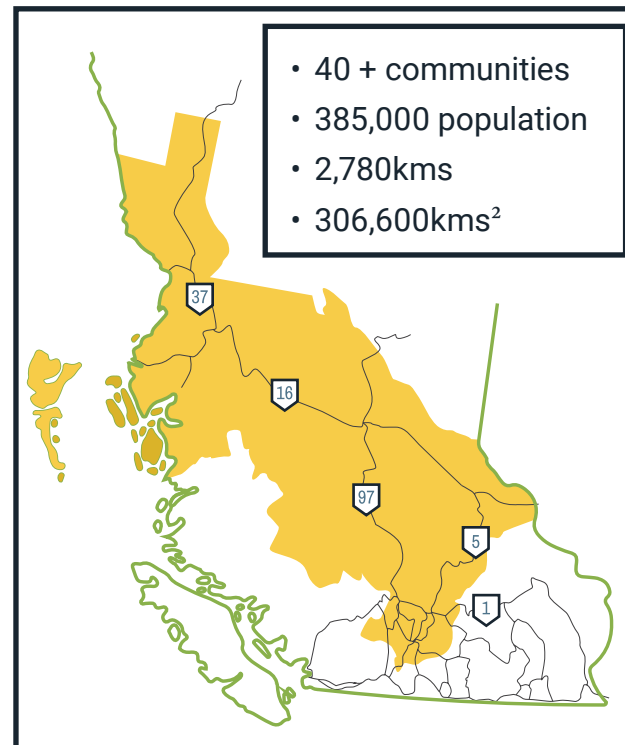 • 40 + communities
• 385,000 population
• 2,780kms
• 306,600kms²
37
16
97
5
1